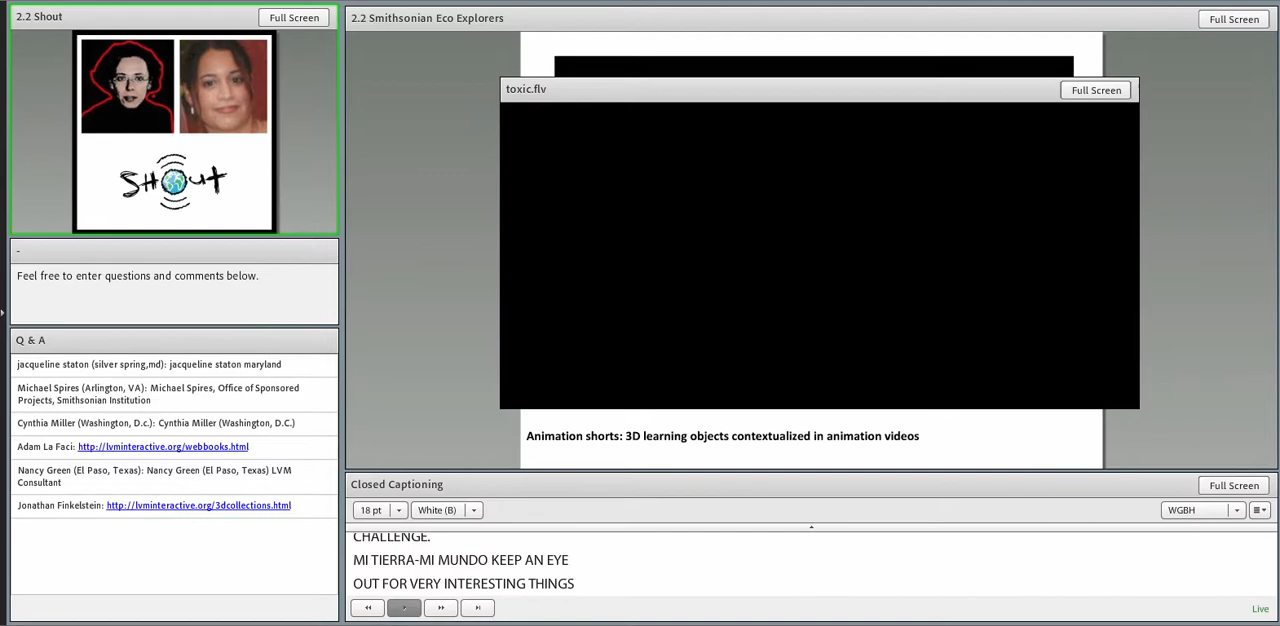 2.2 Shout
Full Screen
SHOUT
-
Feel free to enter questions and comments below.
Q & A
jacqueline staton (silver spring,md): jacqueline staton maryland
Michael Spires (Arlington, VA): Michael Spires, Office of Sponsored
Projects, Smithsonian Institution
Cynthia Miller (Washington, D.c.): Cynthia Miller (Washington, D.C.)
Adam La Faci: http://lvminteractive.org/webbooks.html
Nancy Green (El Paso, Texas): Nancy Green (El Paso, Texas) LVM
Consultant
Jonathan Finkelstein: http://lvminteractive.org/3dcollections.html
2.2 Smithsonian Eco Explorers
Full Screen
toxic.flv
Full Screen
Animation shorts: 3D learning objects contextualized in animation videos
Closed Captioning
Full Screen
18 pt
White (B)
WGBH
CHALLENGE.
MI TIERRA-MI MUNDO KEEP AN EYE
OUT FOR VERY INTERESTING THINGS
Live